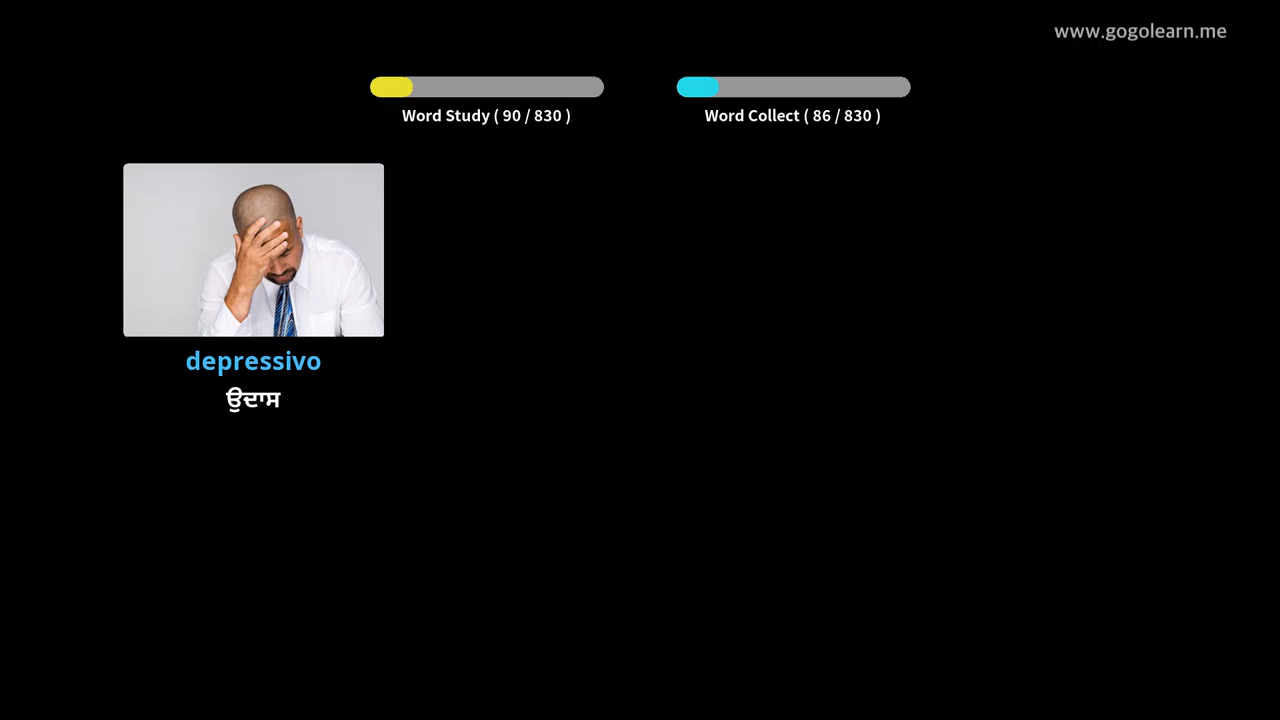 www.gogolearn.me
Word Study ( 90 / 830 )
Word Collect ( 86 / 830 )
depressivo
ਉਦਾਸ